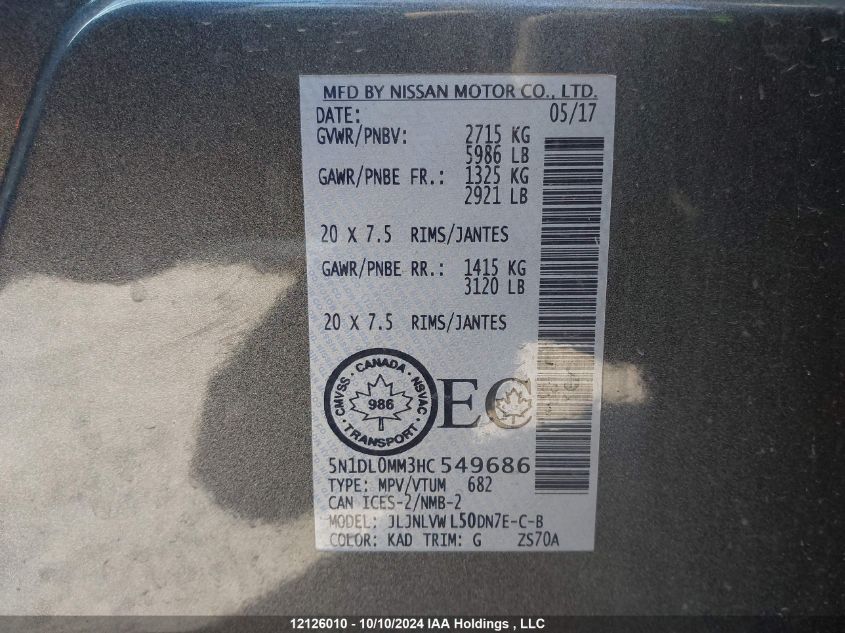 MFD BY NISSAN MOTOR CO., LTD.
DATE: 05/17
GVWR/PNBV: 2715 KG
5986 LB
GAWR/PNBE FR.: 1325 KG
2921 LB
20 X 7.5 RIMS/JANTES
GAWR/PNBE RR.: 1415 KG
3120 LB
20 X 7.5 RIMS/JANTES
CMVSS · CANADA · NSVAC · TRANSPORT ·
986
EC
5N1DL0MM3HC549686
TYPE: MPV/VTUM 682
CAN ICES-2/NMB-2
MODEL: JLJNLVW L50DN7E-C-B
COLOR: KAD TRIM: G ZS70A
12126010 - 10/10/2024 IAA Holdings , LLC